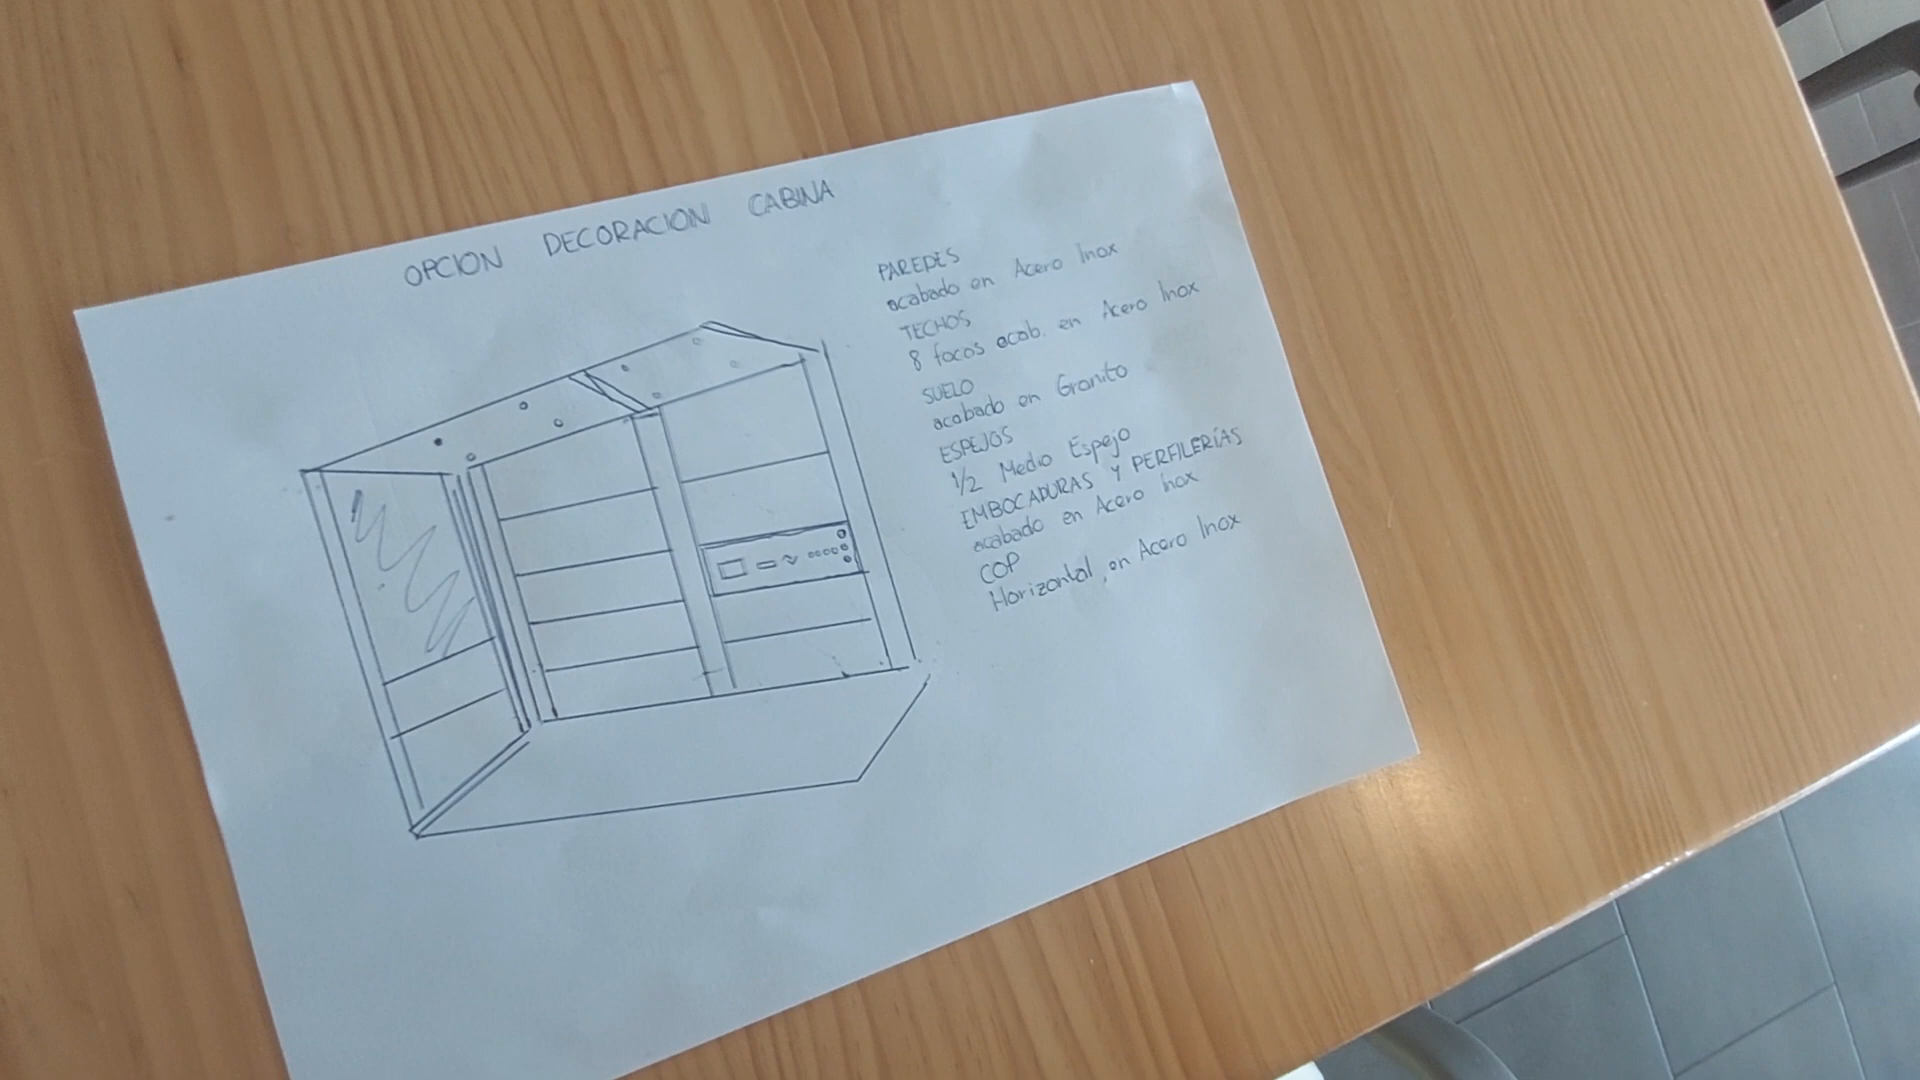 OPCION DECORACION CABINA
PAREDES
acabado en Acero Inox
TECHOS
8 focos acab. en Acero Inox
SUELO
acabado en Granito
ESPEJOS
1/2 Medio Espejo
EMBOCADURAS Y PERFILERÍAS
acabado en Acero Inox
COP
Horizontal, en Acero Inox